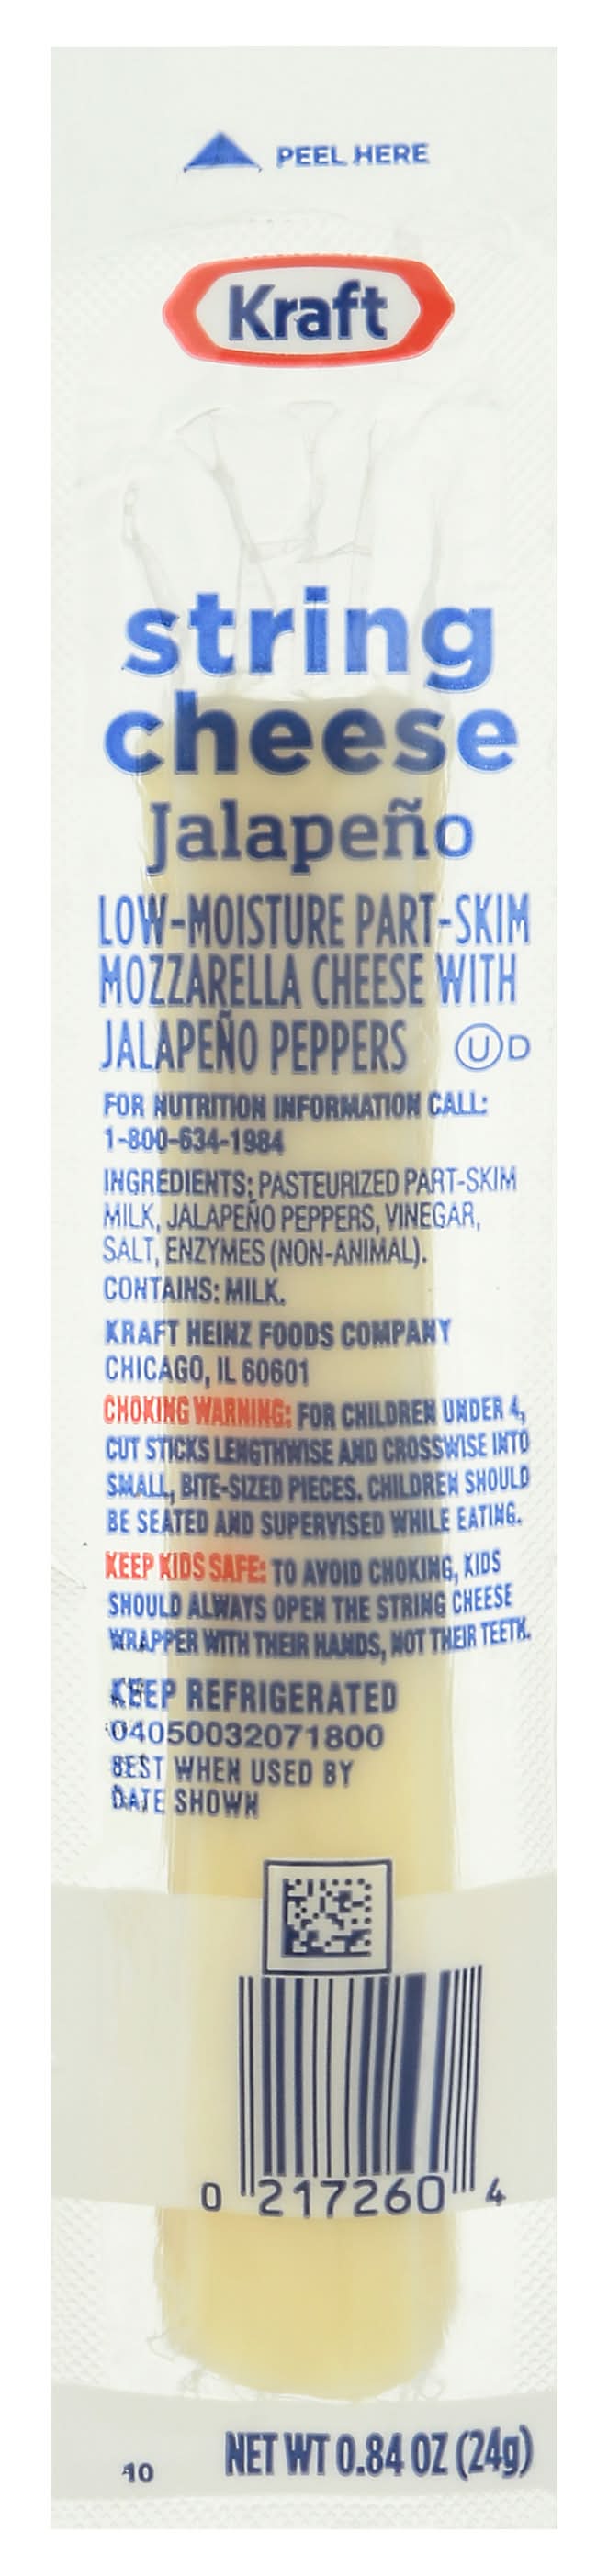 PEEL HERE
Kraft
string
cheese
Jalapeño
LOW-MOISTURE PART-SKIM
MOZZARELLA CHEESE WITH
JALAPEÑO PEPPERS Ⓤ D
FOR NUTRITION INFORMATION CALL:
1-800-634-1984
INGREDIENTS: PASTEURIZED PART-SKIM
MILK, JALAPEÑO PEPPERS, VINEGAR,
SALT, ENZYMES (NON-ANIMAL).
CONTAINS: MILK.
KRAFT HEINZ FOODS COMPANY
CHICAGO, IL 60601
CHOKING WARNING: FOR CHILDREN UNDER 4,
CUT STICKS LENGTHWISE AND CROSSWISE INTO
SMALL, BITE-SIZED PIECES. CHILDREN SHOULD
BE SEATED AND SUPERVISED WHILE EATING.
KEEP KIDS SAFE: TO AVOID CHOKING, KIDS
SHOULD ALWAYS OPEN THE STRING CHEESE
WRAPPER WITH THEIR HANDS, NOT THEIR TEETH.
KEEP REFRIGERATED
04050032071800
BEST WHEN USED BY
DATE SHOWN
0 217260 4
NET WT 0.84 OZ (24g)
10